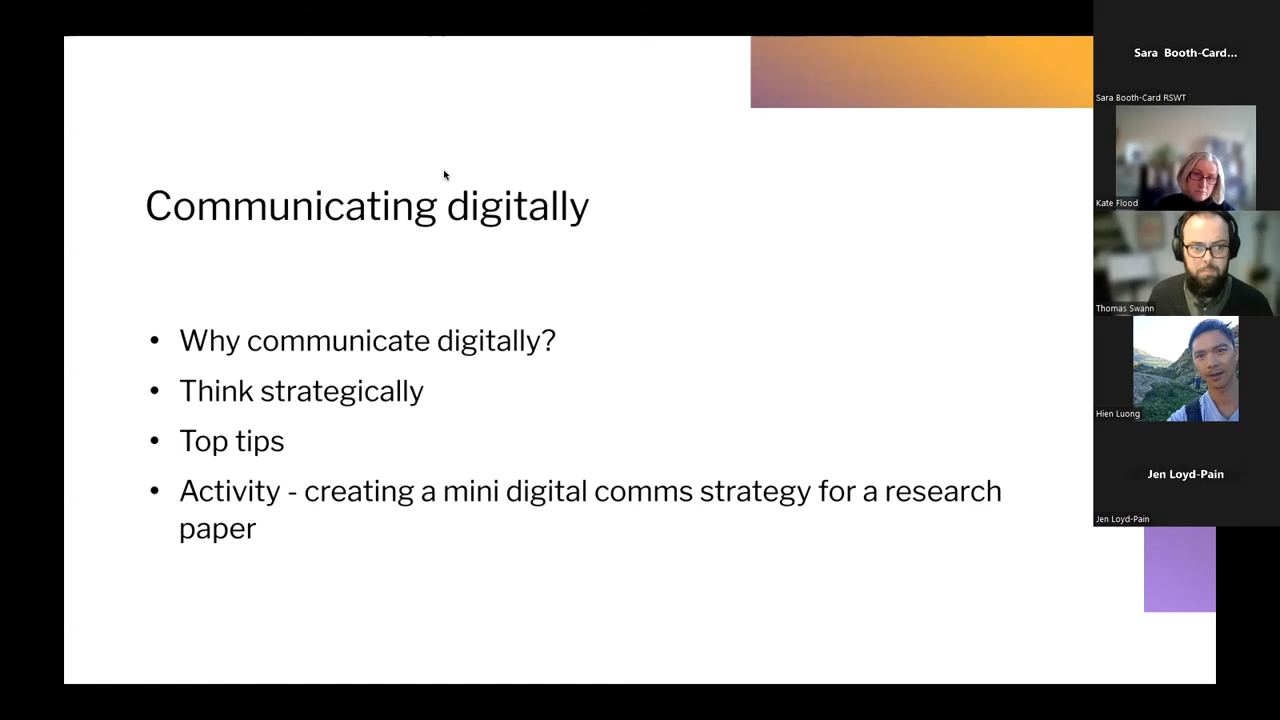 Communicating digitally
• Why communicate digitally?
• Think strategically
• Top tips
• Activity - creating a mini digital comms strategy for a research
paper
Sara Booth-Card...
Sara Booth-Card RSWT
Kate Flood
Thomas Swann
Hien Luong
Jen Loyd-Pain
Jen Loyd-Pain